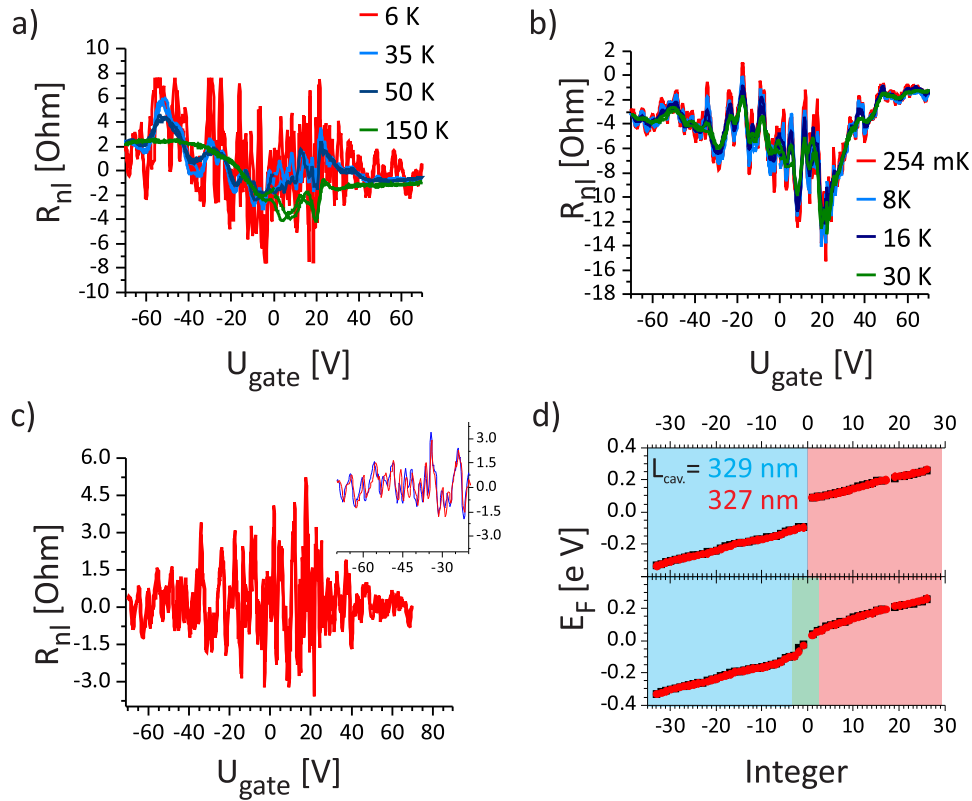 a)
6 K
35 K
50 K
150 K
10
8
6
4
2
0
-2
-4
-6
-8
-10
R_nl [Ohm]
-60 -40 -20 0 20 40 60
U_gate [V]
b)
2
0
-2
-4
-6
-8
-10
-12
-14
-16
-18
R_nl [Ohm]
254 mK
8K
16 K
30 K
-60 -40 -20 0 20 40 60
U_gate [V]
c)
6.0
4.5
3.0
1.5
0.0
-1.5
-3.0
R_nl [Ohm]
3.0
1.5
0.0
-1.5
-3.0
-60 -45 -30
-60 -40 -20 0 20 40 60 80
U_gate [V]
d)
-30 -20 -10 0 10 20 30
0.4
0.2
0.0
-0.2
L_cav.= 329 nm
327 nm
0.2
0.0
-0.2
-0.4
E_F [e V]
-30 -20 -10 0 10 20 30
Integer